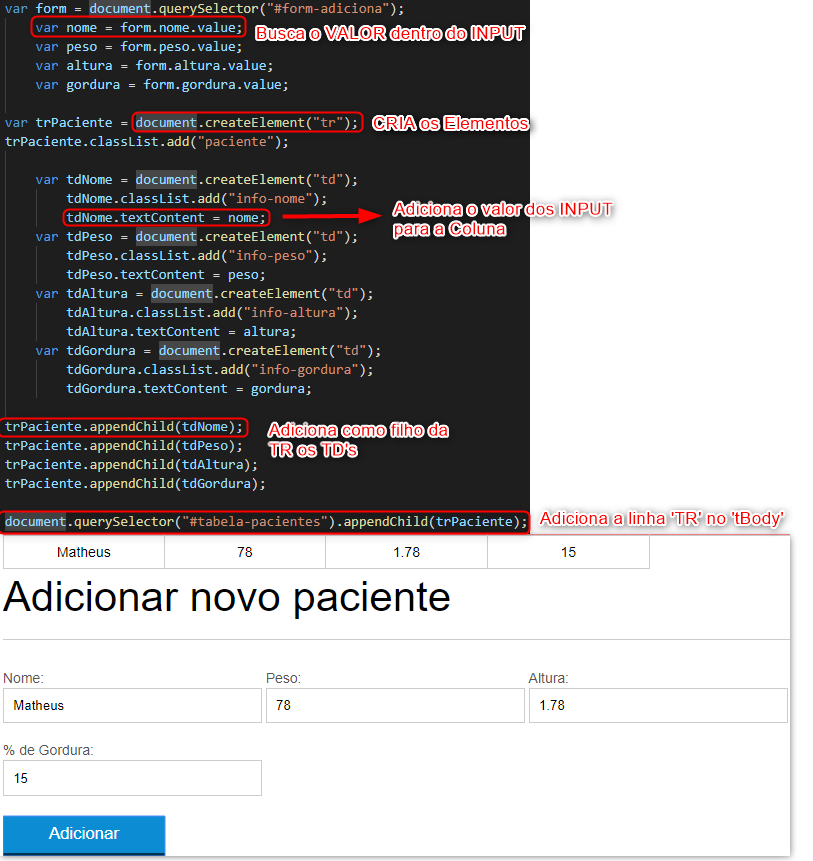 var form = document.querySelector("#form-adiciona");
var nome = form.nome.value;
Busca o VALOR dentro do INPUT
var peso = form.peso.value;
var altura = form.altura.value;
var gordura = form.gordura.value;
var trPaciente = document.createElement("tr");
CRIA os Elementos
trPaciente.classList.add("paciente");
var tdNome = document.createElement("td");
tdNome.classList.add("info-nome");
tdNome.textContent = nome;
Adiciona o valor dos INPUT
para a Coluna
var tdPeso = document.createElement("td");
tdPeso.classList.add("info-peso");
tdPeso.textContent = peso;
var tdAltura = document.createElement("td");
tdAltura.classList.add("info-altura");
tdAltura.textContent = altura;
var tdGordura = document.createElement("td");
tdGordura.classList.add("info-gordura");
tdGordura.textContent = gordura;
trPaciente.appendChild(tdNome);
Adiciona como filho da
TR os TD's
trPaciente.appendChild(tdPeso);
trPaciente.appendChild(tdAltura);
trPaciente.appendChild(tdGordura);
document.querySelector("#tabela-pacientes").appendChild(trPaciente);
Adiciona a linha 'TR' no 'tBody'
Matheus 78 1.78 15
Adicionar novo paciente
Nome: Peso: Altura:
Matheus 78 1.78
% de Gordura:
15
Adicionar